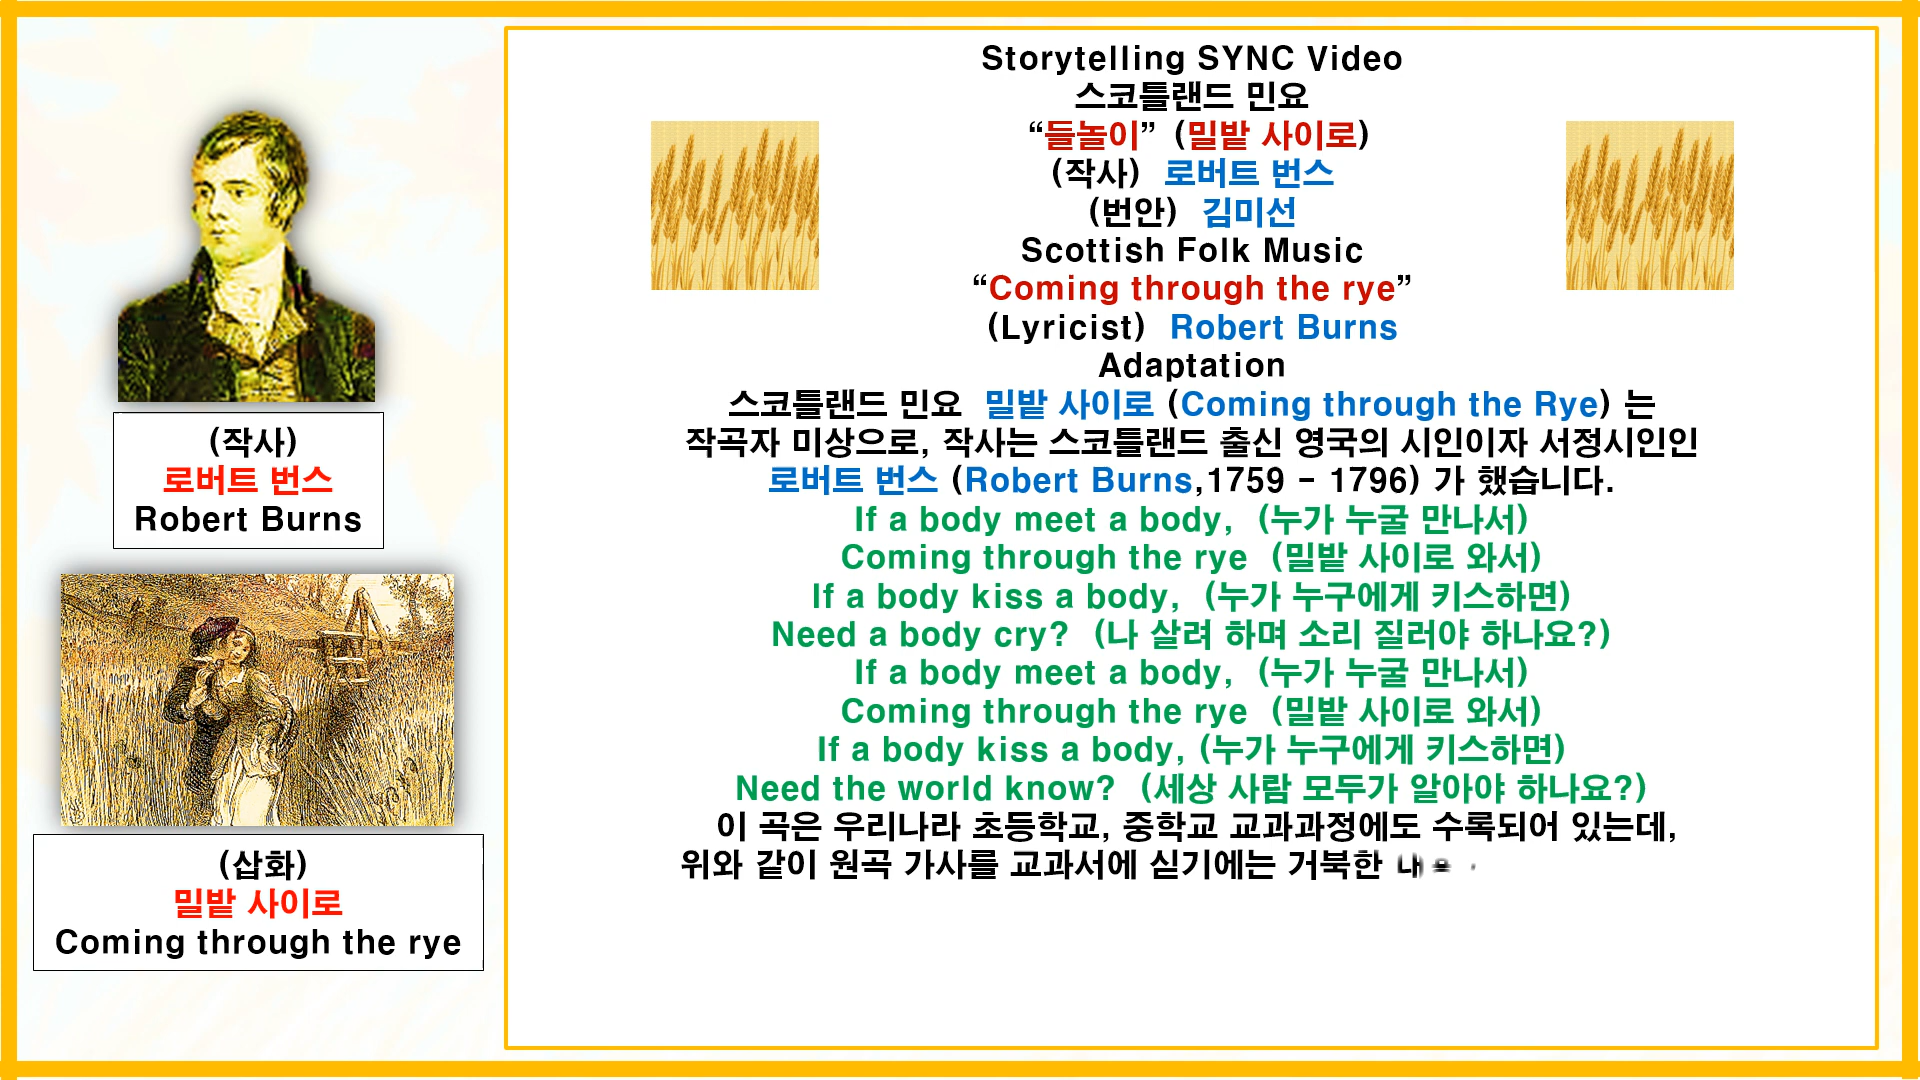 (작사)
로버트 번스
Robert Burns
(삽화)
밀밭 사이로
Coming through the rye
Storytelling SYNC Video
스코틀랜드 민요
“들놀이” (밀밭 사이로)
(작사) 로버트 번스
(번안) 김미선
Scottish Folk Music
“Coming through the rye”
(Lyricist) Robert Burns
Adaptation
스코틀랜드 민요 밀밭 사이로 (Coming through the Rye) 는
작곡자 미상으로, 작사는 스코틀랜드 출신 영국의 시인이자 서정시인인
로버트 번스 (Robert Burns,1759 - 1796) 가 했습니다.
If a body meet a body, (누가 누굴 만나서)
Coming through the rye (밀밭 사이로 와서)
If a body kiss a body, (누가 누구에게 키스하면)
Need a body cry? (나 살려 하며 소리 질러야 하나요?)
If a body meet a body, (누가 누굴 만나서)
Coming through the rye (밀밭 사이로 와서)
If a body kiss a body, (누가 누구에게 키스하면)
Need the world know? (세상 사람 모두가 알아야 하나요?)
이 곡은 우리나라 초등학교, 중학교 교과과정에도 수록되어 있는데,
위와 같이 원곡 가사를 교과서에 싣기에는 거북한